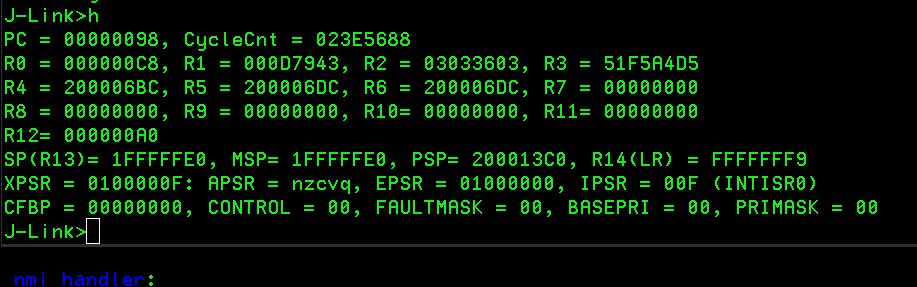 J-Link>h
PC = 00000098, CycleCnt = 023E5688
R0 = 000000C8, R1 = 000D7943, R2 = 03033603, R3 = 51F5A4D5
R4 = 200006BC, R5 = 200006DC, R6 = 200006DC, R7 = 00000000
R8 = 00000000, R9 = 00000000, R10= 00000000, R11= 00000000
R12= 000000A0
SP(R13)= 1FFFFFE0, MSP= 1FFFFFE0, PSP= 200013C0, R14(LR) = FFFFFFF9
XPSR = 0100000F: APSR = nzcvq, EPSR = 01000000, IPSR = 00F (INTISR0)
CFBP = 00000000, CONTROL = 00, FAULTMASK = 00, BASEPRI = 00, PRIMASK = 00
J-Link>
nmi handler: